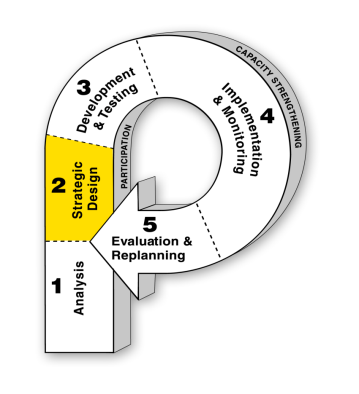 1
Analysis
2
Strategic
Design
3
Development
& Testing
4
Implementation
& Monitoring
5
Evaluation &
Replanning
PARTICIPATION
CAPACITY STRENGTHENING